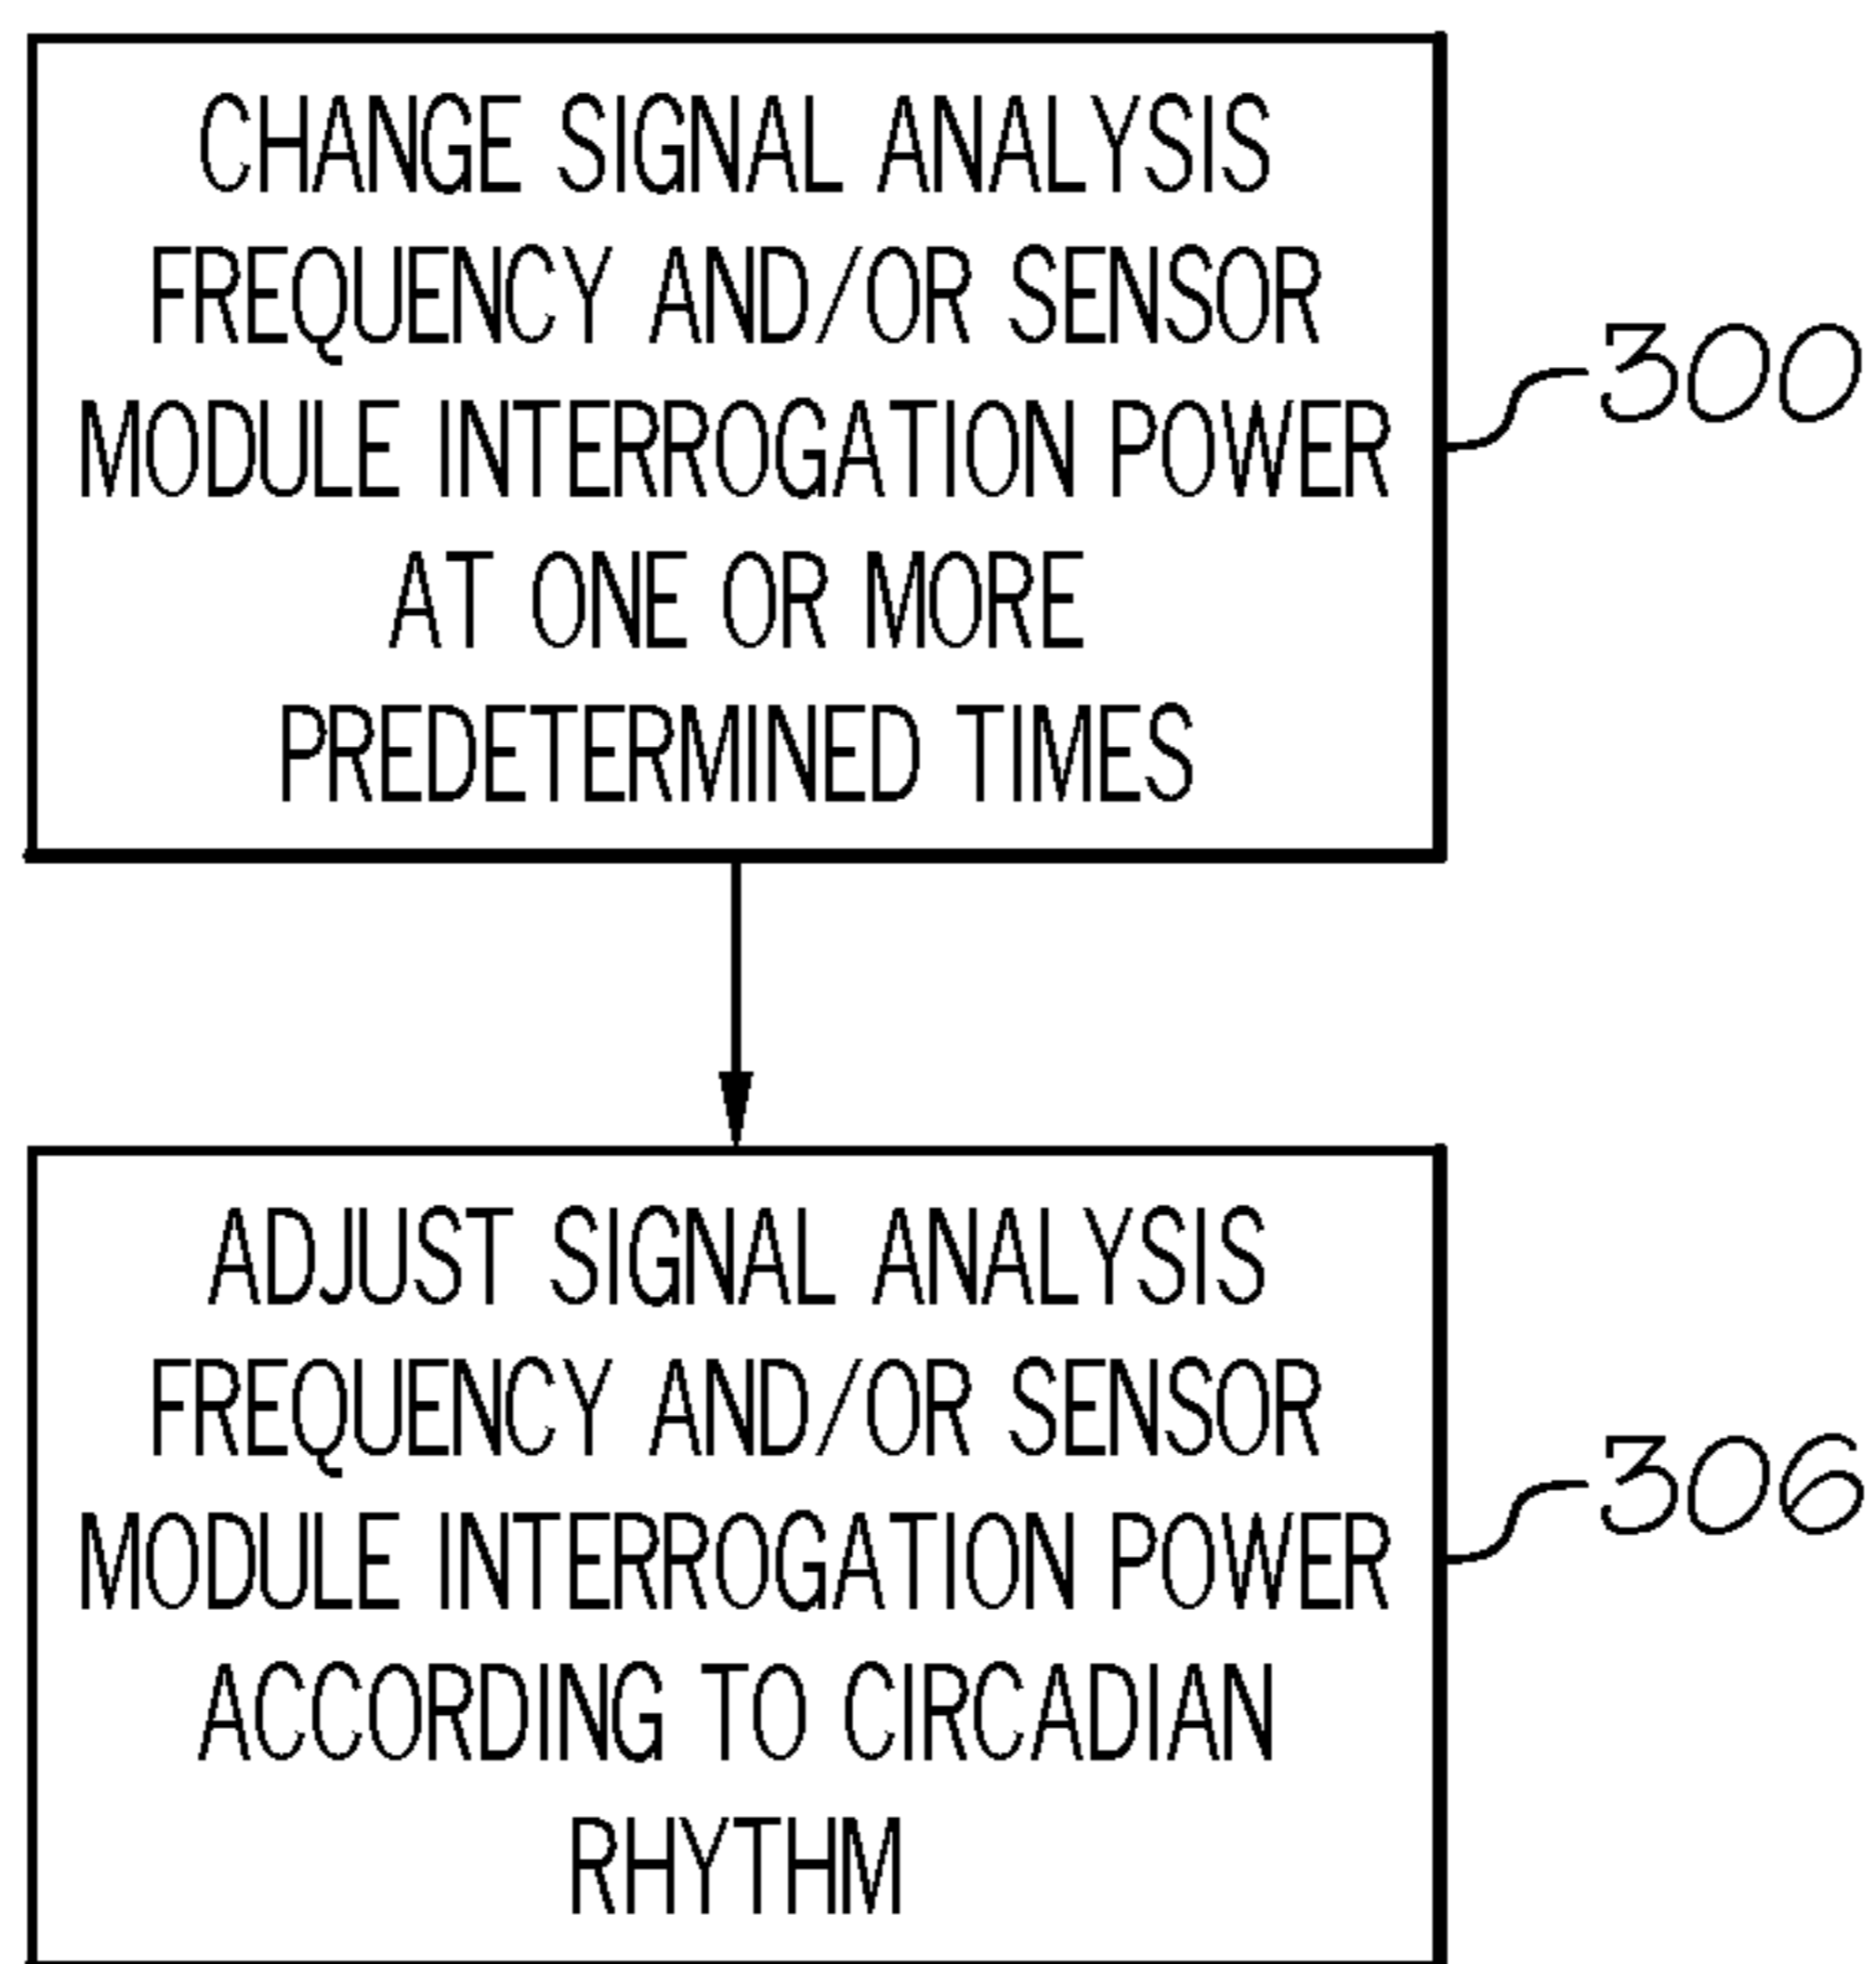 CHANGE SIGNAL ANALYSIS
FREQUENCY AND/OR SENSOR
MODULE INTERROGATION POWER
AT ONE OR MORE
PREDETERMINED TIMES
300
ADJUST SIGNAL ANALYSIS
FREQUENCY AND/OR SENSOR
MODULE INTERROGATION POWER
ACCORDING TO CIRCADIAN
RHYTHM
306